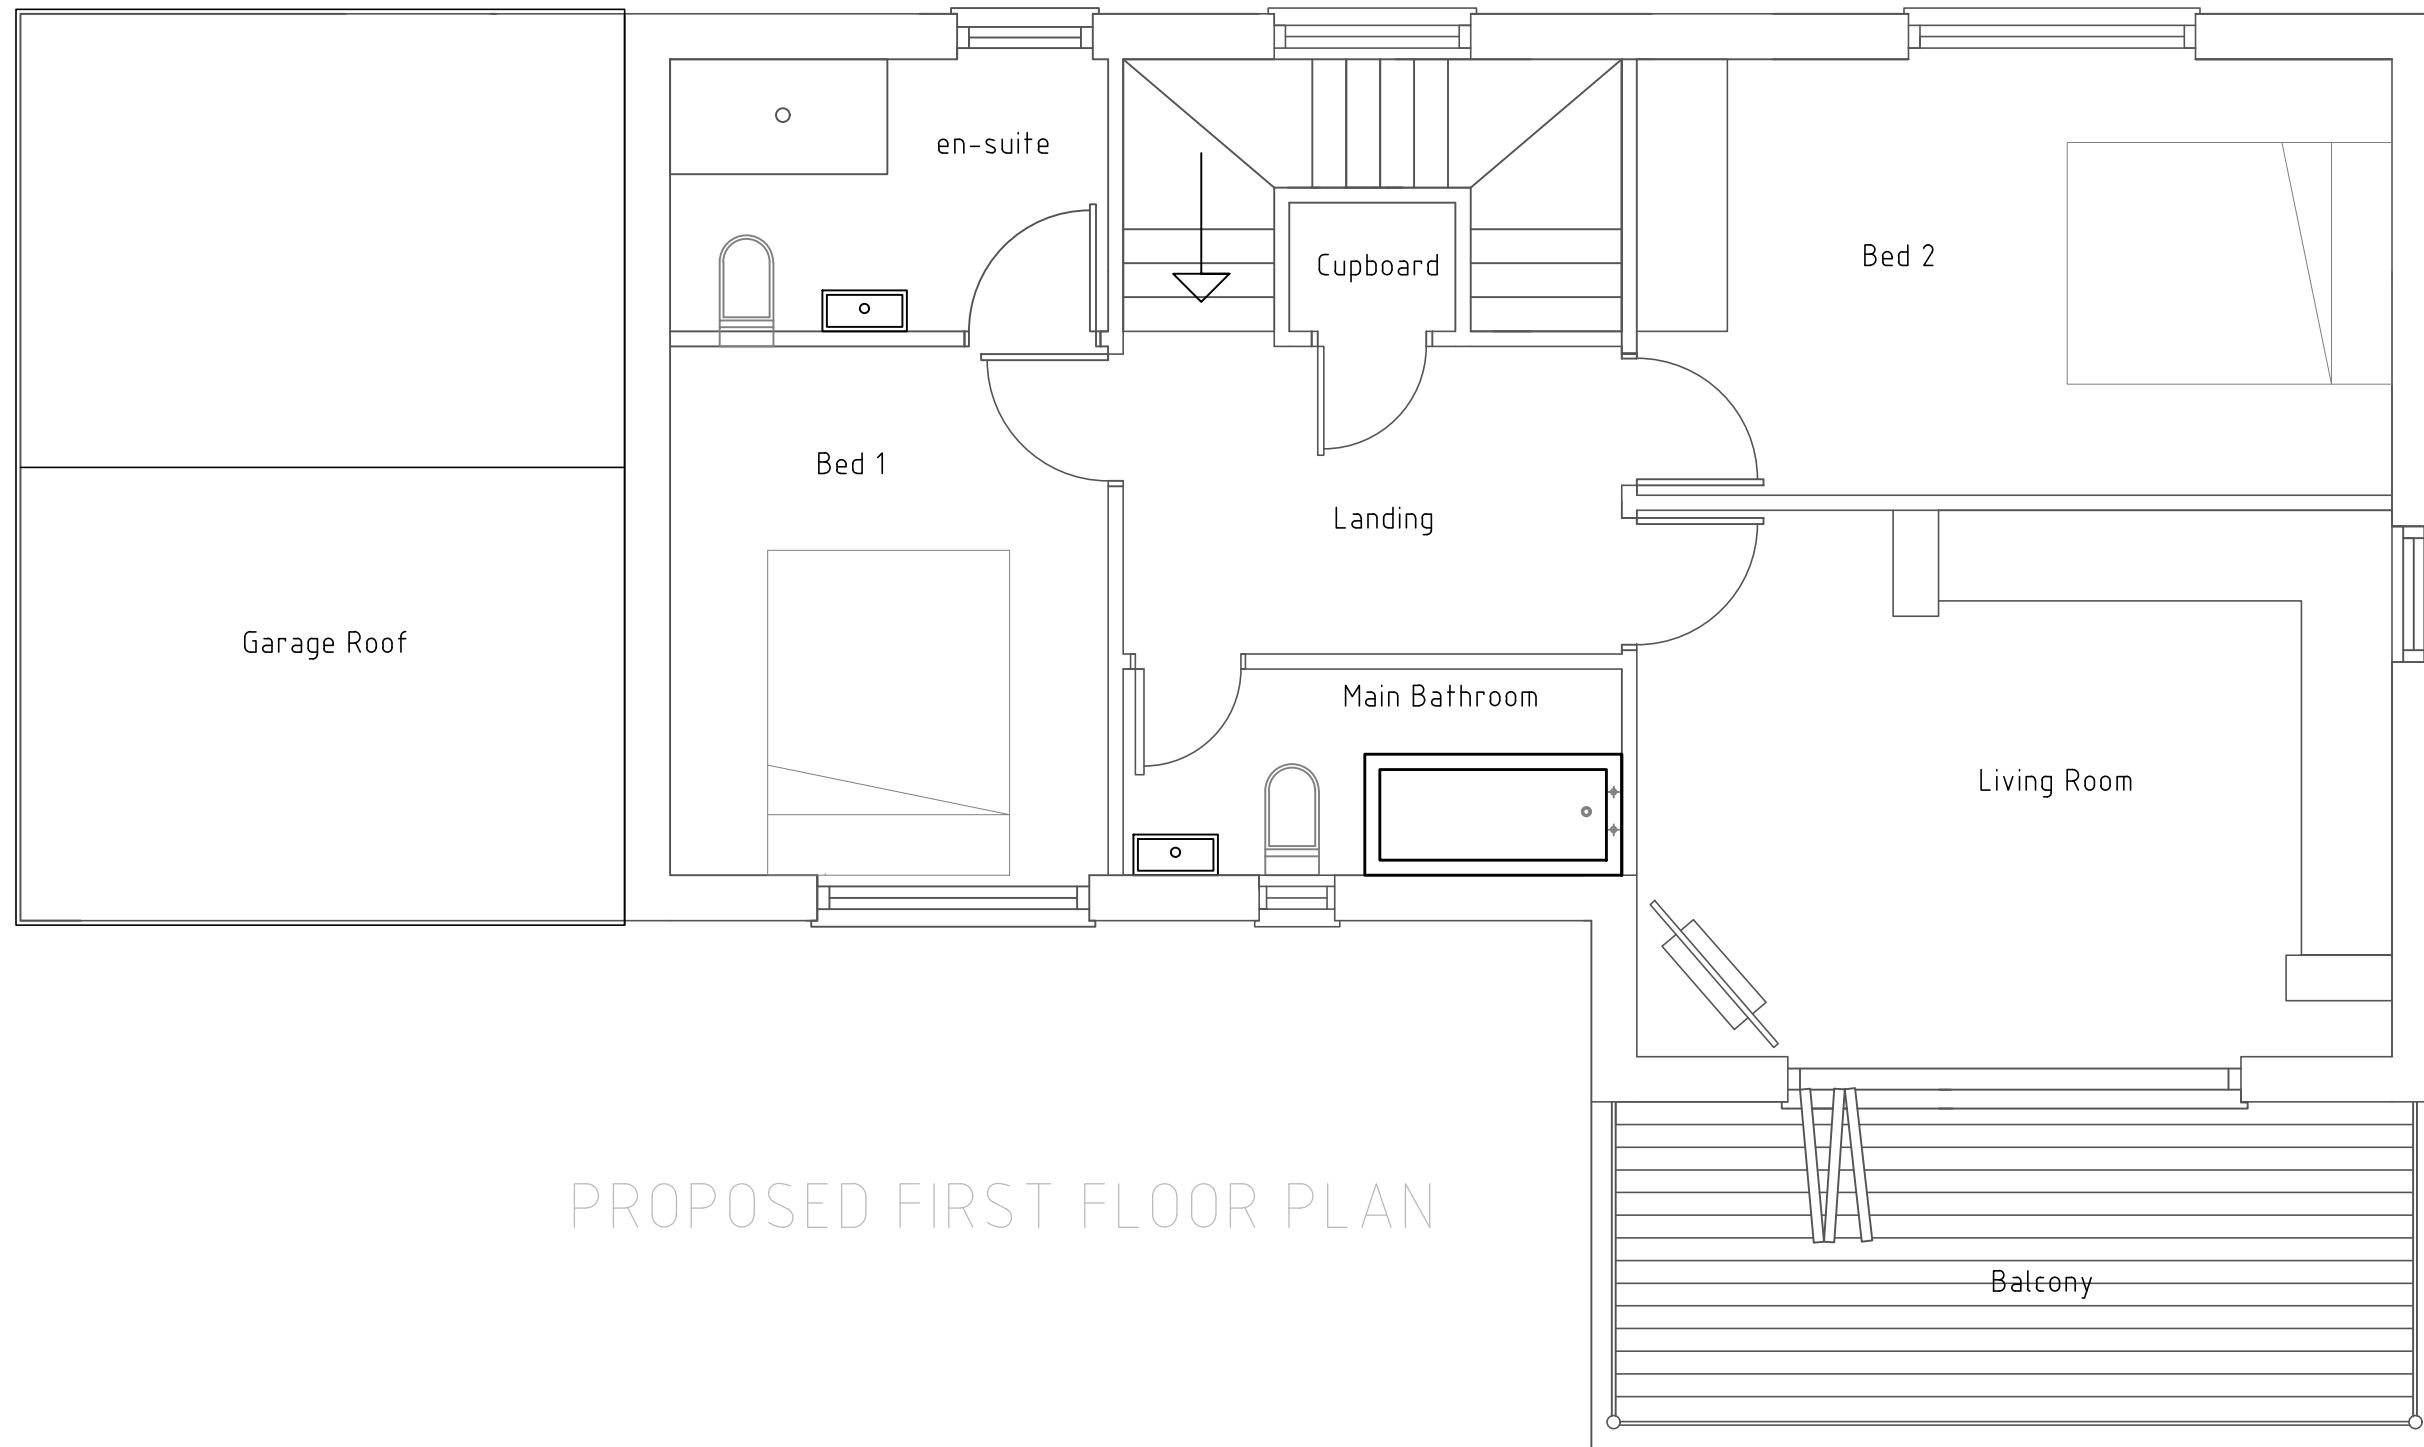 en-suite
Cupboard
Bed 2
Bed 1
Landing
Garage Roof
Main Bathroom
Living Room
PROPOSED FIRST FLOOR PLAN
Balcony